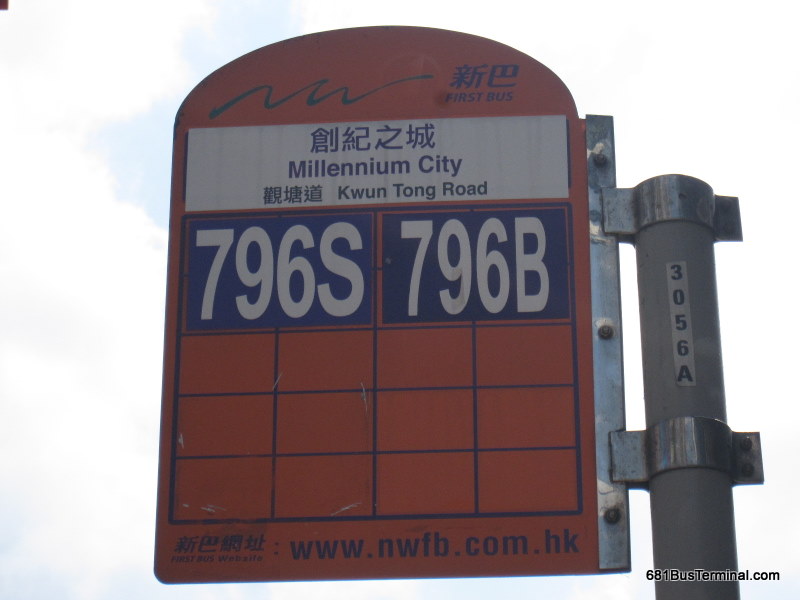 新巴
FIRST BUS
創紀之城
Millennium City
觀塘道 Kwun Tong Road
796S 796B
3056A
新巴網址 : www.nwfb.com.hk
FIRST BUS Website
681BusTerminal.com